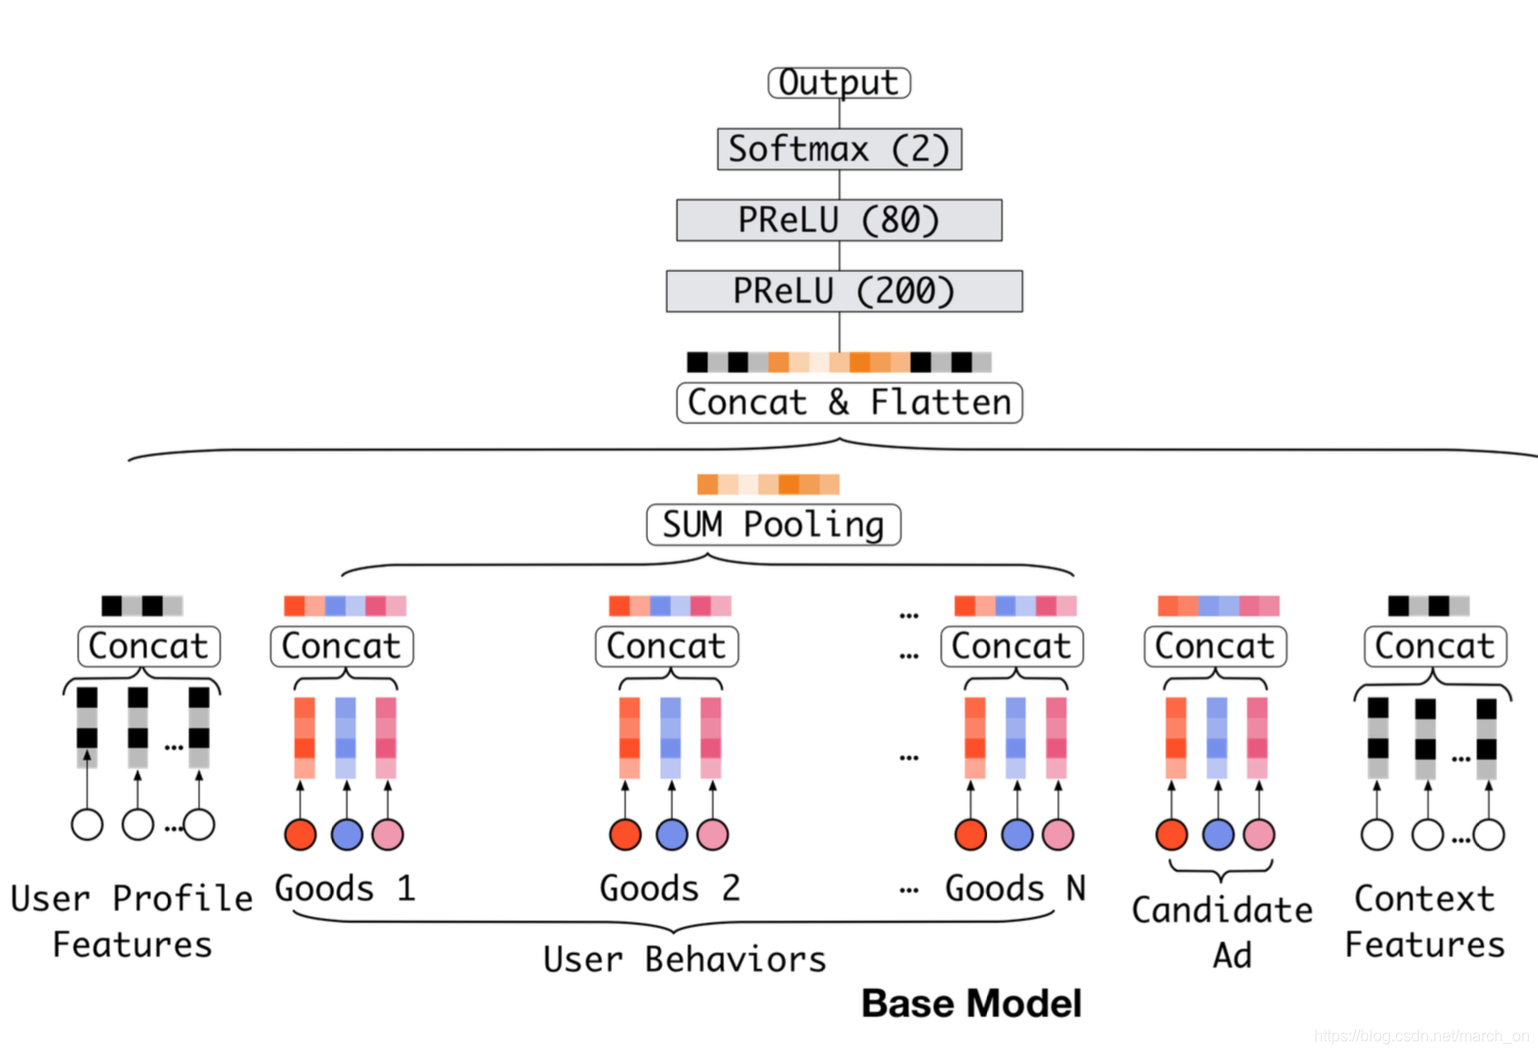 Output
Softmax (2)
PReLU (80)
PReLU (200)
Concat & Flatten
SUM Pooling
...
Concat Concat Concat ... Concat Concat Concat
... ... ...
... ...
Goods 1 Goods 2 ... Goods N
User Profile
Features
Candidate
Ad
Context
Features
User Behaviors
Base Model
https://blog.csdn.net/march_on